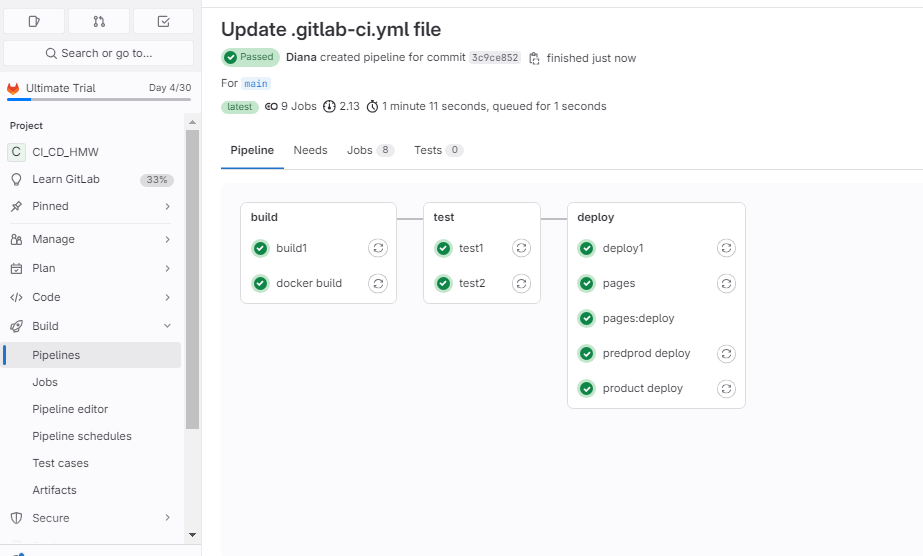 Search or go to...
Ultimate Trial Day 4/30
Project
C CI_CD_HMW
Learn GitLab 33%
Pinned
Manage
Plan
Code
Build
Pipelines
Jobs
Pipeline editor
Pipeline schedules
Test cases
Artifacts
Secure
Update .gitlab-ci.yml file
Passed Diana created pipeline for commit 3c9ce852 finished just now
For main
latest 9 Jobs 2.13 1 minute 11 seconds, queued for 1 seconds
Pipeline Needs Jobs 8 Tests 0
build
build1
docker build
test
test1
test2
deploy
deploy1
pages
pages:deploy
predprod deploy
product deploy